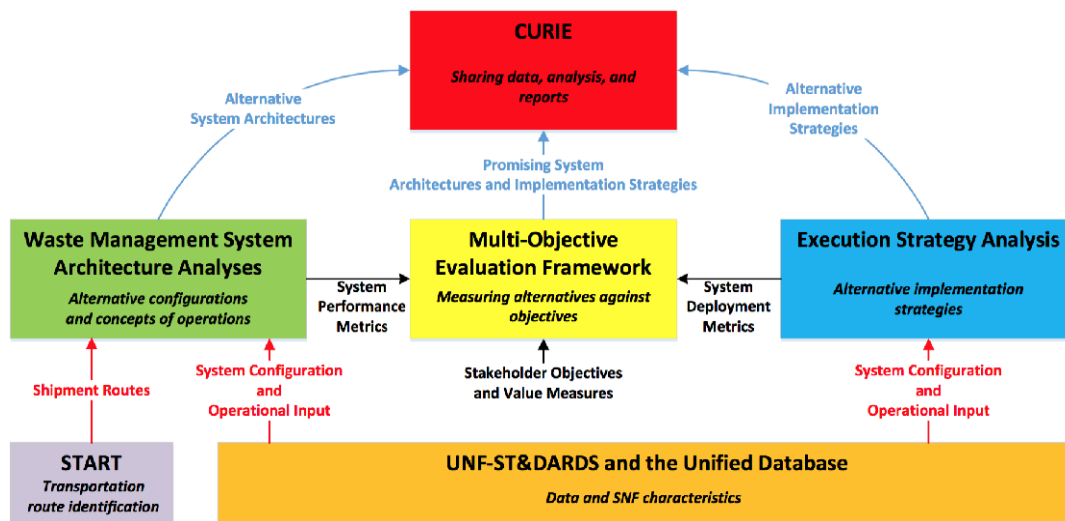 CURIE
Sharing data, analysis, and
reports
Alternative
System Architectures
Alternative
Implementation
Strategies
Promising System
Architectures and Implementation Strategies
Waste Management System
Architecture Analyses
Alternative configurations
and concepts of operations
System
Performance
Metrics
Multi-Objective
Evaluation Framework
Measuring alternatives against
objectives
System
Deployment
Metrics
Execution Strategy Analysis
Alternative implementation
strategies
Shipment Routes
System Configuration
and
Operational Input
Stakeholder Objectives
and Value Measures
System Configuration
and
Operational Input
START
Transportation
route identification
UNF-ST&DARDS and the Unified Database
Data and SNF characteristics